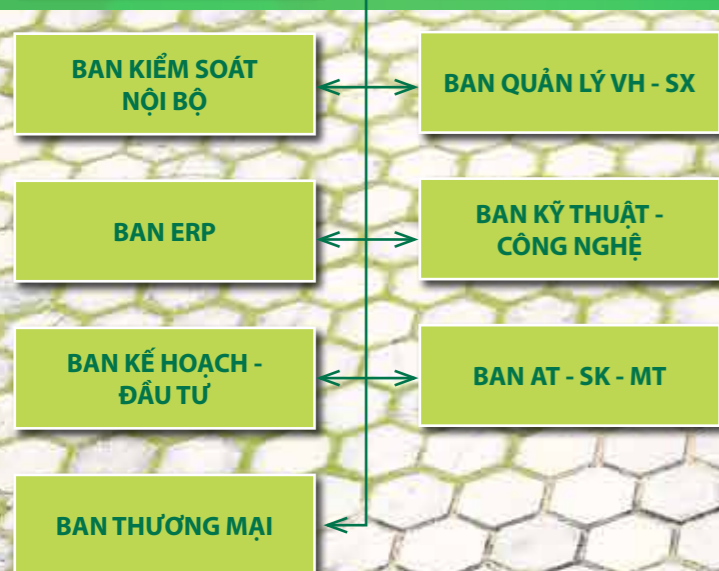 BAN KIỂM SOÁT
NỘI BỘ
BAN QUẢN LÝ VH - SX
BAN ERP
BAN KỸ THUẬT -
CÔNG NGHỆ
BAN KẾ HOẠCH -
ĐẦU TƯ
BAN AT - SK - MT
BAN THƯƠNG MẠI